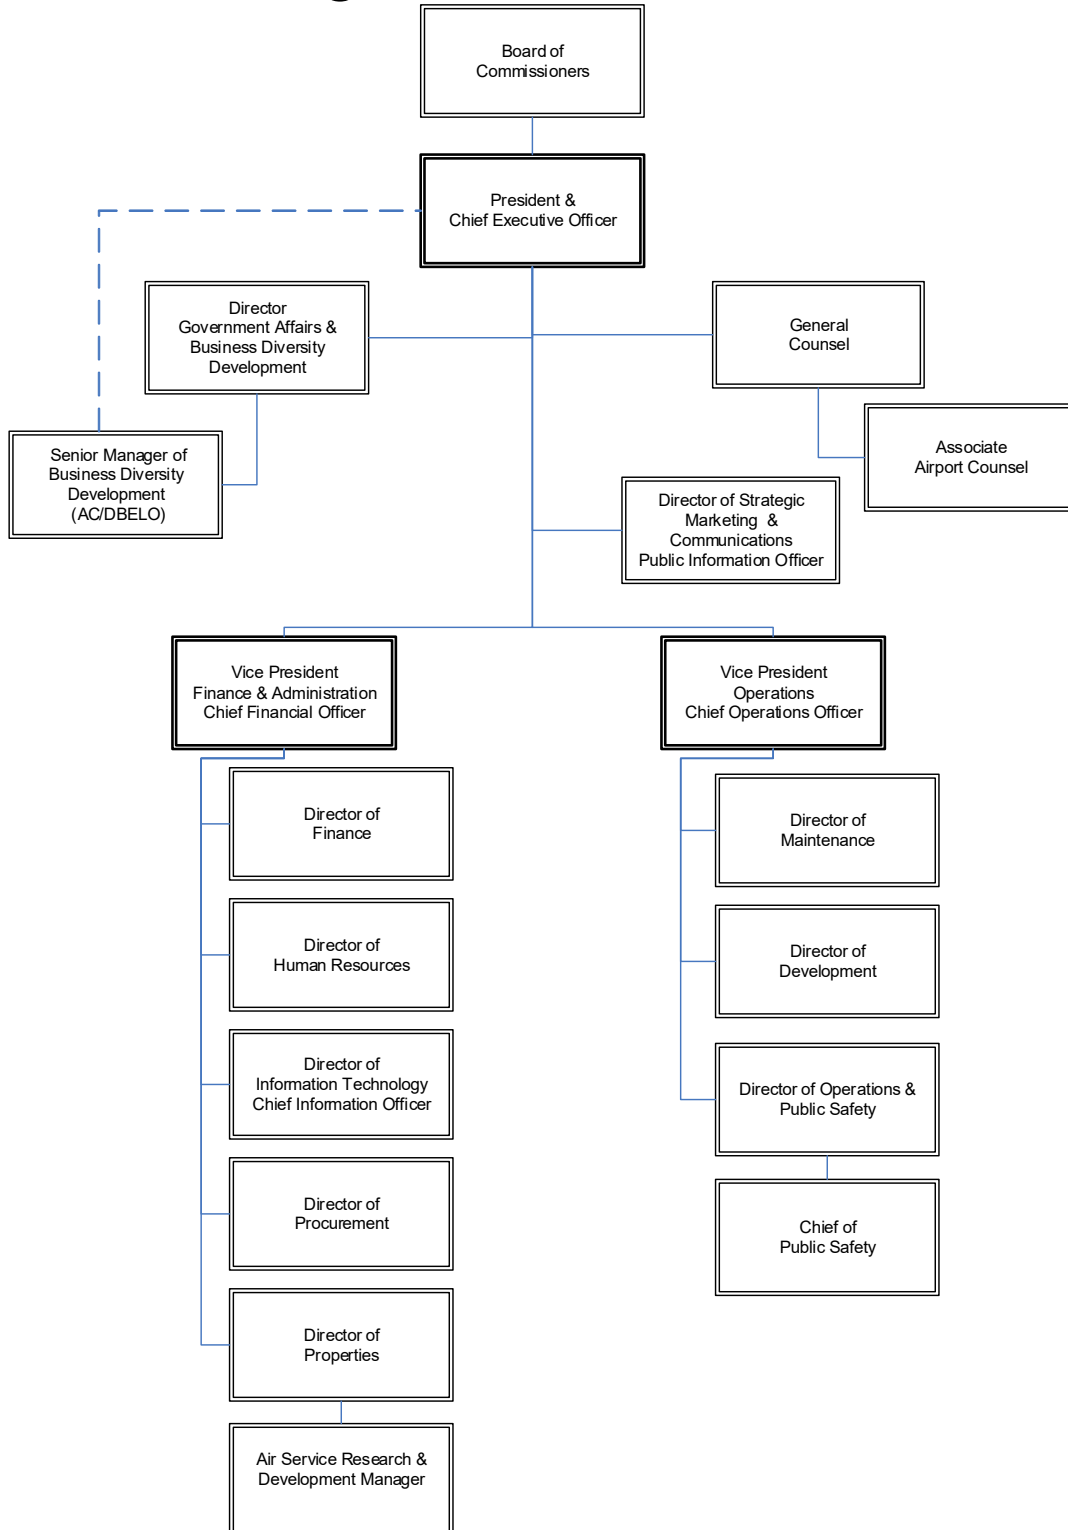 Board of
Commissioners
President &
Chief Executive Officer
Director
Government Affairs &
Business Diversity
Development
General
Counsel
Senior Manager of
Business Diversity
Development
(AC/DBELO)
Associate
Airport Counsel
Director of Strategic
Marketing &
Communications
Public Information Officer
Vice President
Finance & Administration
Chief Financial Officer
Vice President
Operations
Chief Operations Officer
Director of
Finance
Director of
Maintenance
Director of
Human Resources
Director of
Development
Director of
Information Technology
Chief Information Officer
Director of Operations &
Public Safety
Director of
Procurement
Chief of
Public Safety
Director of
Properties
Air Service Research &
Development Manager